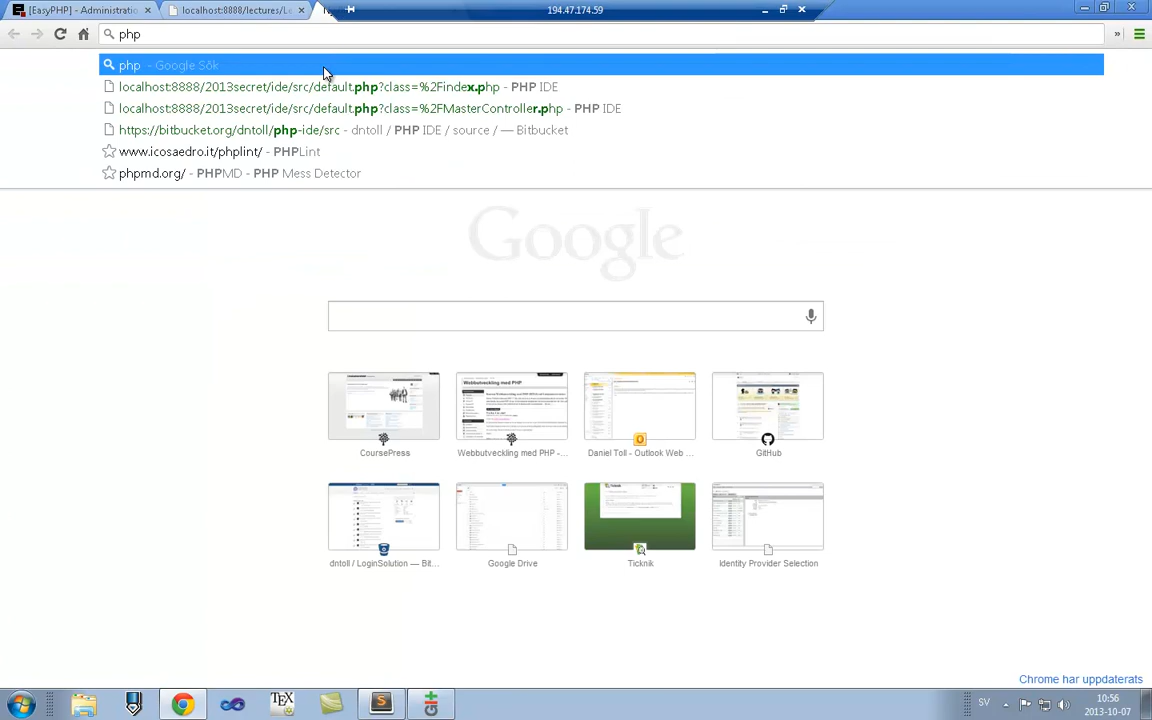 [EasyPHP] - Administratio
localhost:8888/lectures/Le
194.47.174.59
php
php - Google Sök
localhost:8888/2013secret/ide/src/default.php?class=%2Findex.php - PHP IDE
localhost:8888/2013secret/ide/src/default.php?class=%2FMasterController.php - PHP IDE
https://bitbucket.org/dntoll/php-ide/src - dntoll / PHP IDE / source / — Bitbucket
www.icosaedro.it/phplint/ - PHPLint
phpmd.org/ - PHPMD - PHP Mess Detector
Google
CoursePress
Webbutveckling med PHP -...
Daniel Toll - Outlook Web ...
GitHub
dntoll / LoginSolution — Bit...
Google Drive
Ticknik
Identity Provider Selection
Chrome har uppdaterats
SV
10:56
2013-10-07